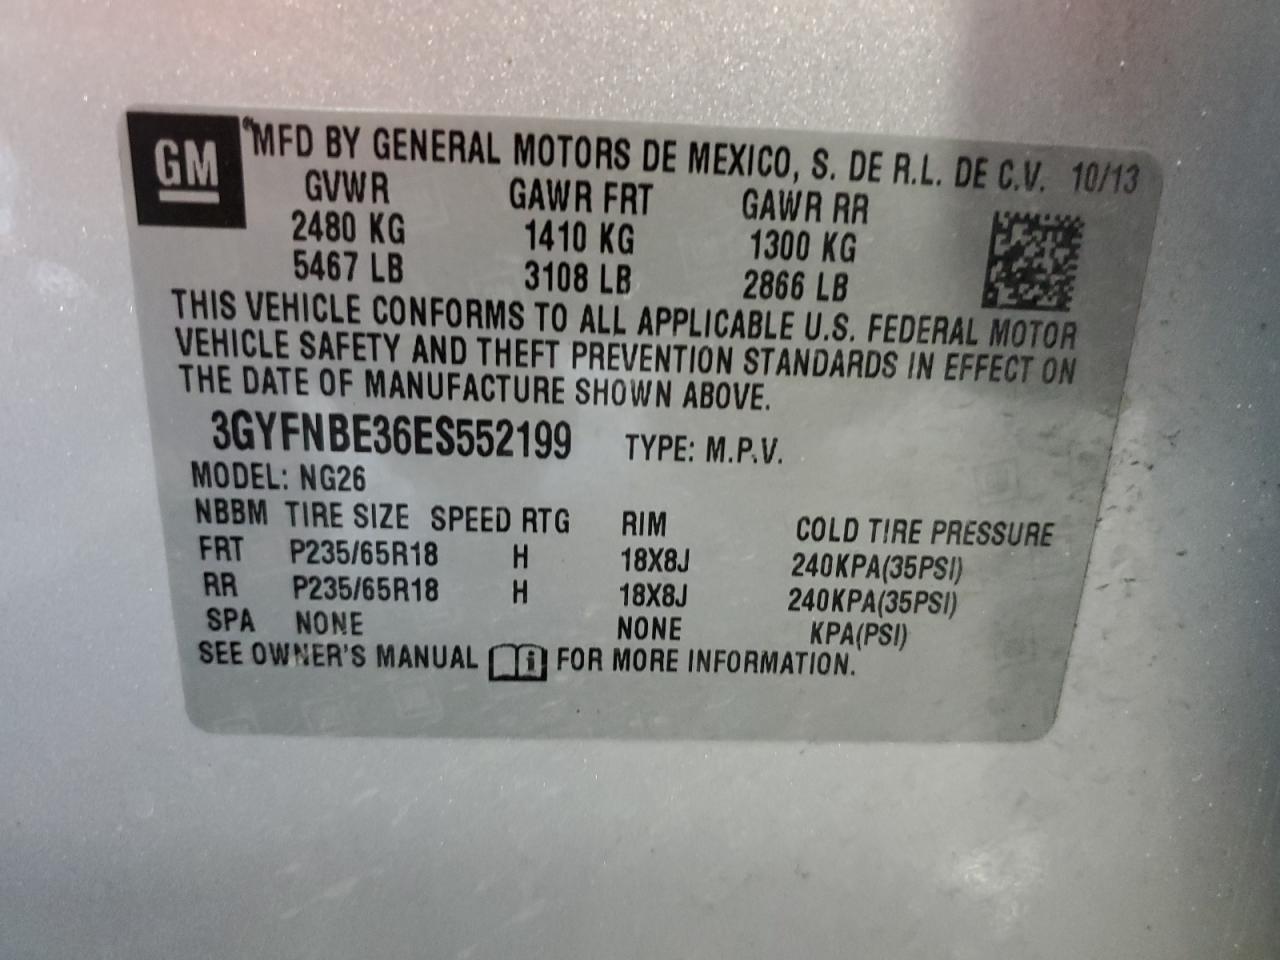 GM ® MFD BY GENERAL MOTORS DE MEXICO, S. DE R.L. DE C.V. 10/13
GVWR GAWR FRT GAWR RR
2480 KG 1410 KG 1300 KG
5467 LB 3108 LB 2866 LB
THIS VEHICLE CONFORMS TO ALL APPLICABLE U.S. FEDERAL MOTOR
VEHICLE SAFETY AND THEFT PREVENTION STANDARDS IN EFFECT ON
THE DATE OF MANUFACTURE SHOWN ABOVE.
3GYFNBE36ES552199 TYPE: M.P.V.
MODEL: NG26
NBBM TIRE SIZE SPEED RTG RIM COLD TIRE PRESSURE
FRT P235/65R18 H 18X8J 240KPA(35PSI)
RR P235/65R18 H 18X8J 240KPA(35PSI)
SPA NONE NONE KPA(PSI)
SEE OWNER'S MANUAL i FOR MORE INFORMATION.